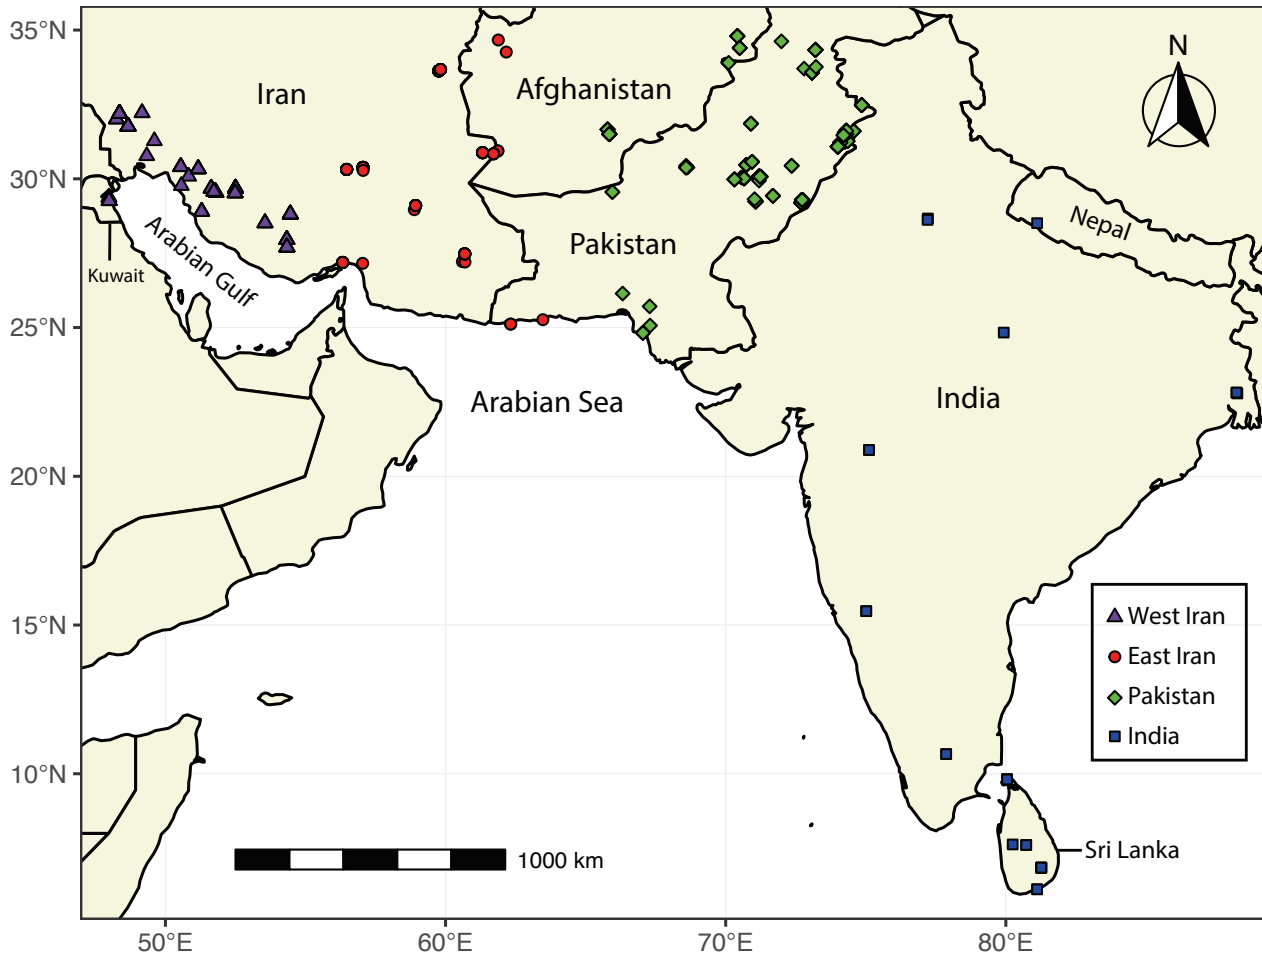 35°N
30°N
25°N
20°N
15°N
10°N
N
Iran
Afghanistan
Pakistan
Nepal
Kuwait
Arabian Gulf
Arabian Sea
India
West Iran
East Iran
Pakistan
India
Sri Lanka
1000 km
50°E
60°E
70°E
80°E